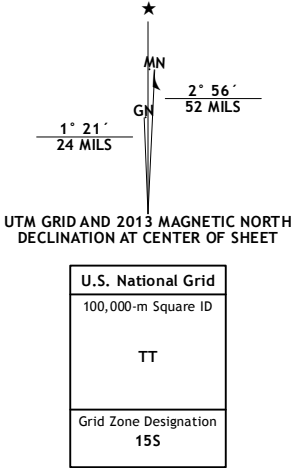 ★
MN
GN
2° 56´
52 MILS
1° 21´
24 MILS
UTM GRID AND 2013 MAGNETIC NORTH
DECLINATION AT CENTER OF SHEET
U.S. National Grid
100,000-m Square ID
TT
Grid Zone Designation
15S